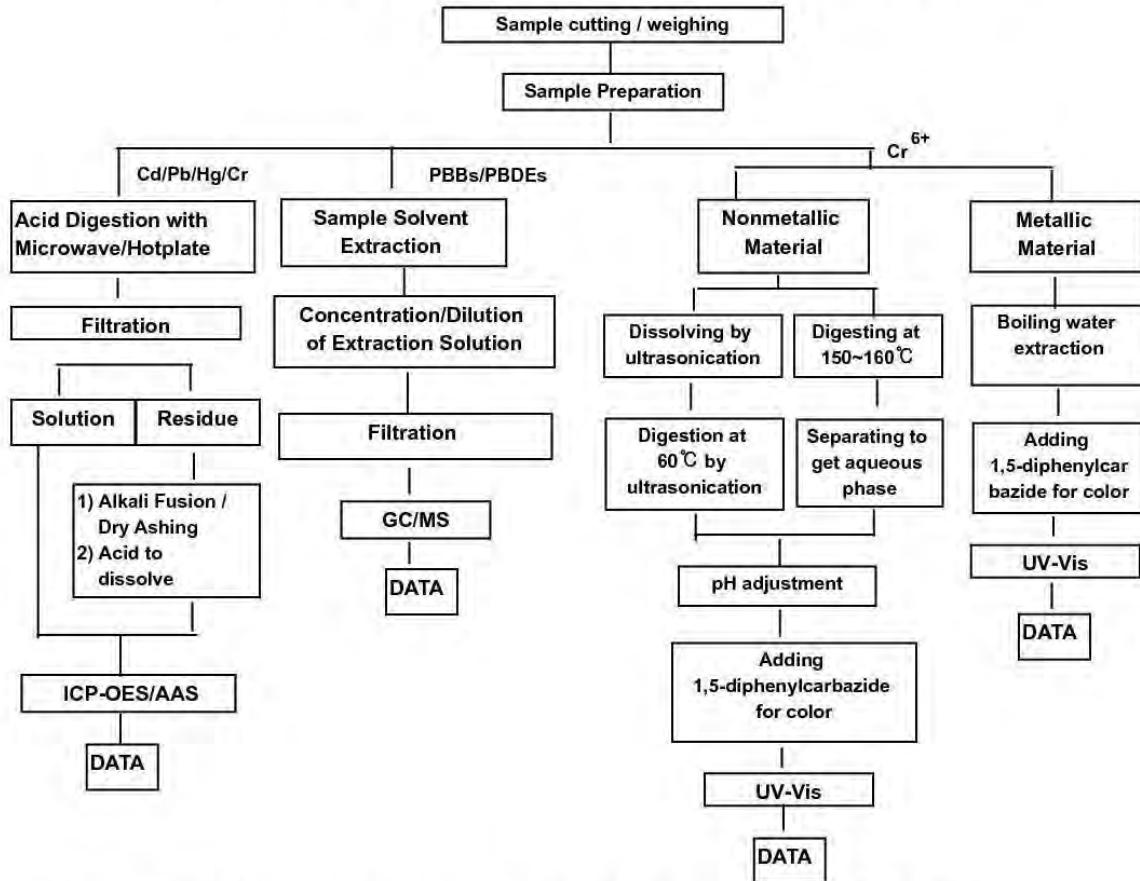 Sample cutting / weighing
Sample Preparation
Cr6+
Cd/Pb/Hg/Cr
PBBs/PBDEs
Acid Digestion with
Microwave/Hotplate
Filtration
Solution
Residue
1) Alkali Fusion /
Dry Ashing
2) Acid to
dissolve
ICP-OES/AAS
DATA
Sample Solvent
Extraction
Concentration/Dilution
of Extraction Solution
Filtration
GC/MS
DATA
Nonmetallic
Material
Dissolving by
ultrasonication
Digestion at
60℃ by
ultrasonication
Digesting at
150~160℃
Separating to
get aqueous
phase
pH adjustment
Adding
1,5-diphenylcarbazide
for color
UV-Vis
DATA
Metallic
Material
Boiling water
extraction
Adding
1,5-diphenylcar
bazide for color
UV-Vis
DATA